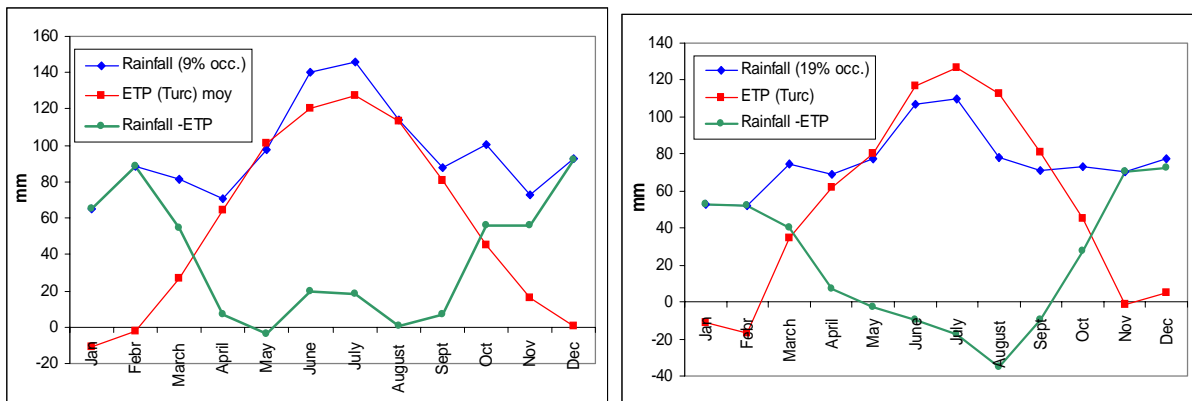 160
140
120
100
80
60
40
20
0
-20
mm
Rainfall (9% occ.)
ETP (Turc) moy
Rainfall -ETP
Jan
Febr
March
April
May
June
July
August
Sept
Oct
Nov
Dec
140
120
100
80
60
40
20
0
-20
-40
mm
Rainfall (19% occ.)
ETP (Turc)
Rainfall -ETP
Jan
Febr
March
April
May
June
July
August
Sept
Oct
Nov
Dec